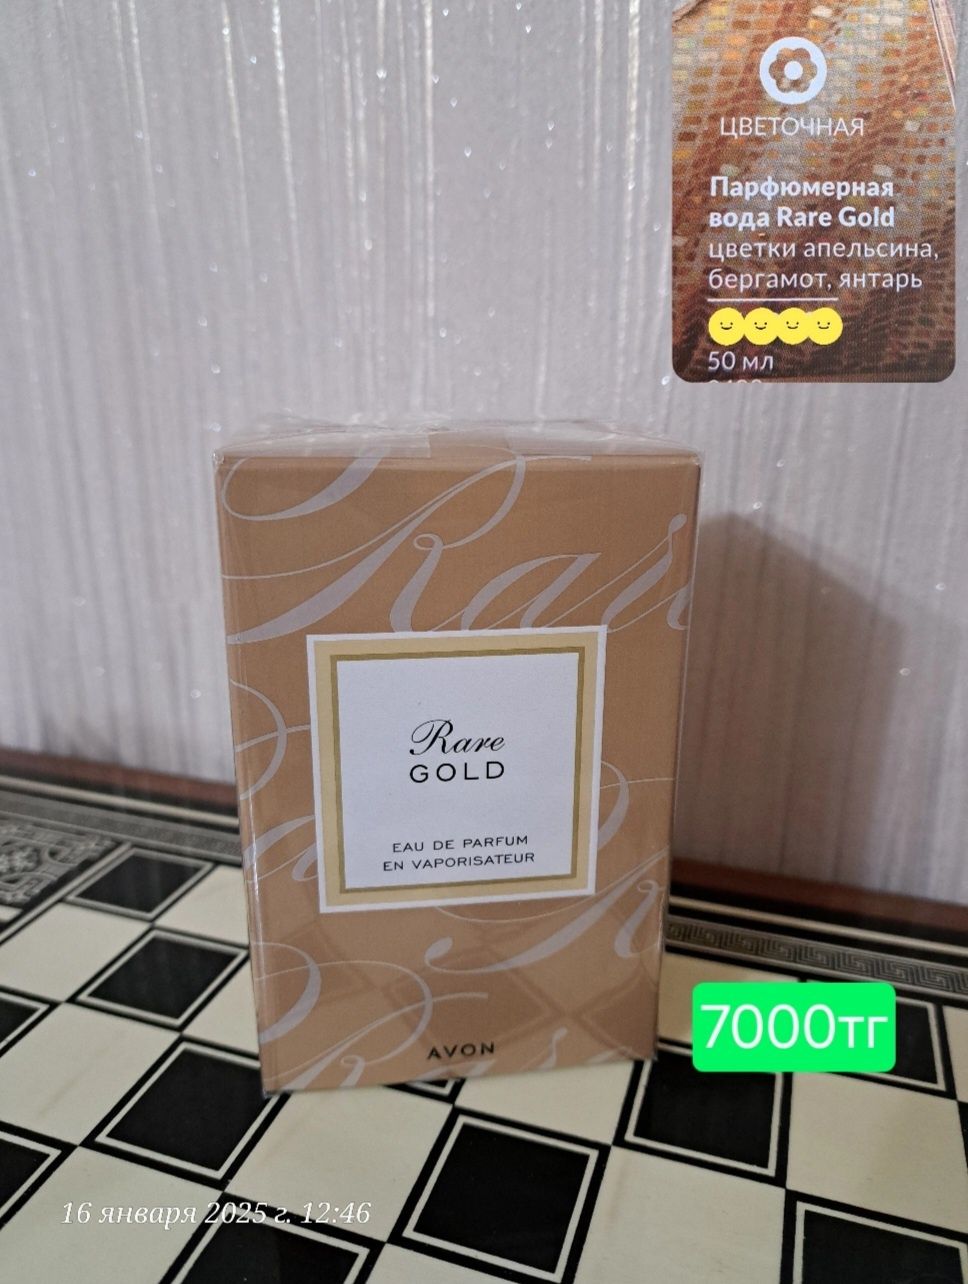 ЦВЕТОЧНАЯ
Парфюмерная
вода Rare Gold
цветки апельсина,
бергамот, янтарь
50 мл
Rare
Rare
GOLD
EAU DE PARFUM
EN VAPORISATEUR
AVON
7000тг
16 января 2025 г. 12:46